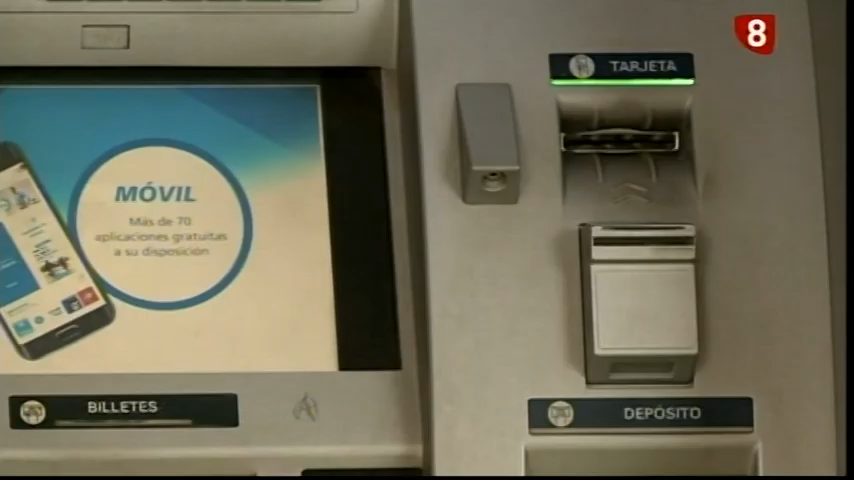 8
TARJETA
MÓVIL
Más de 70
aplicaciones gratuitas
a su disposición
BILLETES
DEPÓSITO